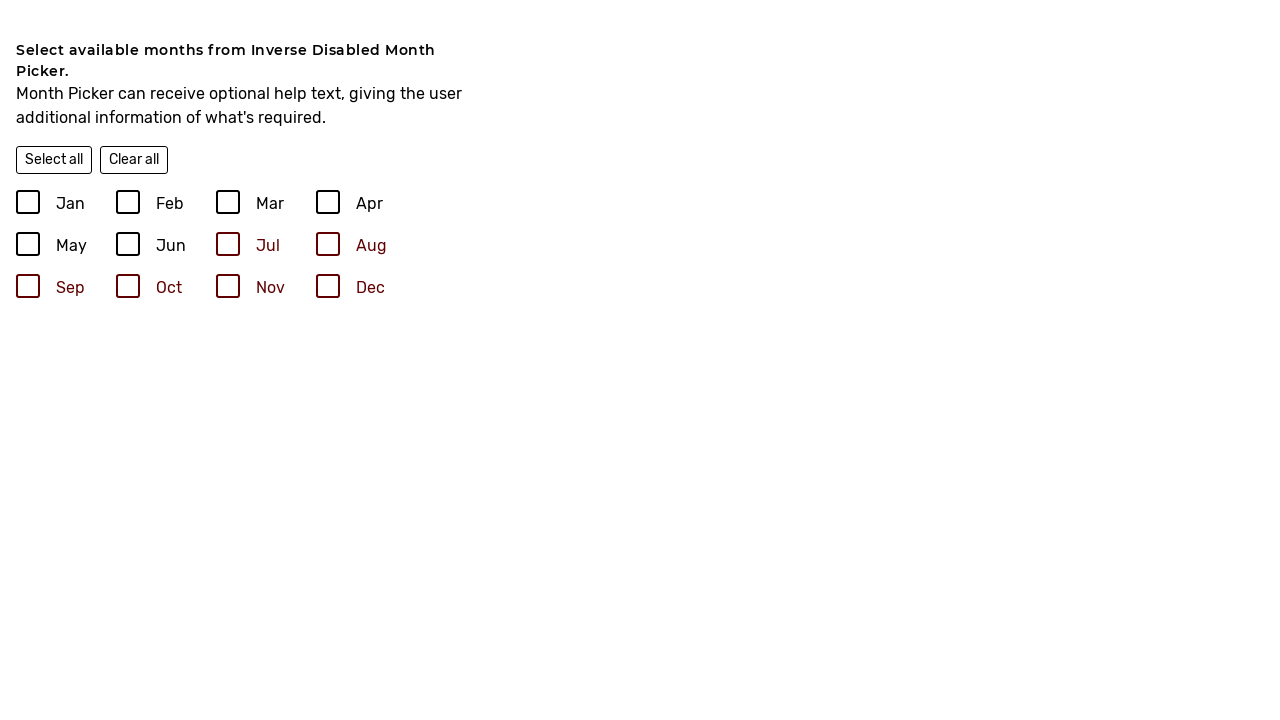 Select available months from Inverse Disabled Month
Picker.
Month Picker can receive optional help text, giving the user
additional information of what's required.
Select all Clear all
Jan Feb Mar Apr
May Jun Jul Aug
Sep Oct Nov Dec